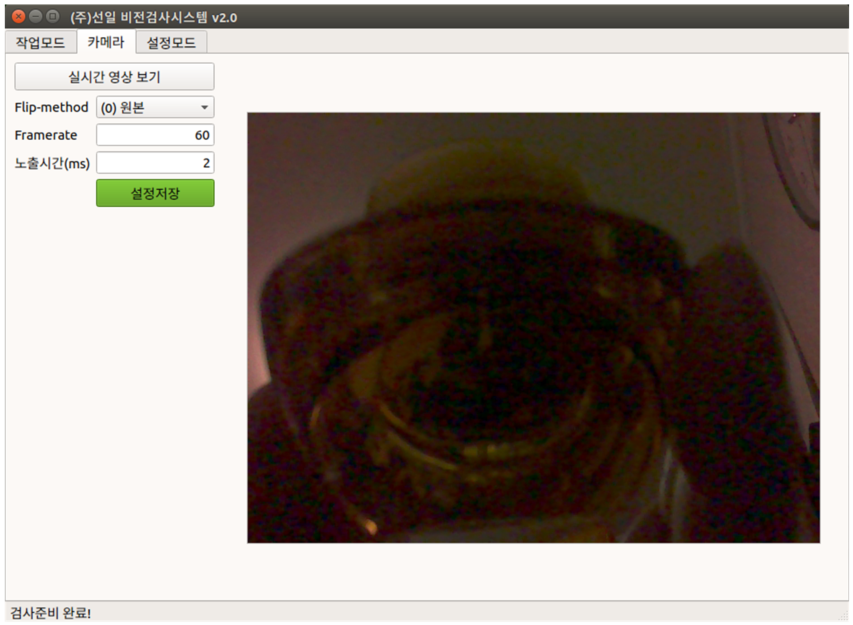 (주)선일 비전검사시스템 v2.0
작업모드 카메라 설정모드
실시간 영상 보기
Flip-method (0) 원본
Framerate 60
노출시간(ms) 2
설정저장
검사준비 완료!